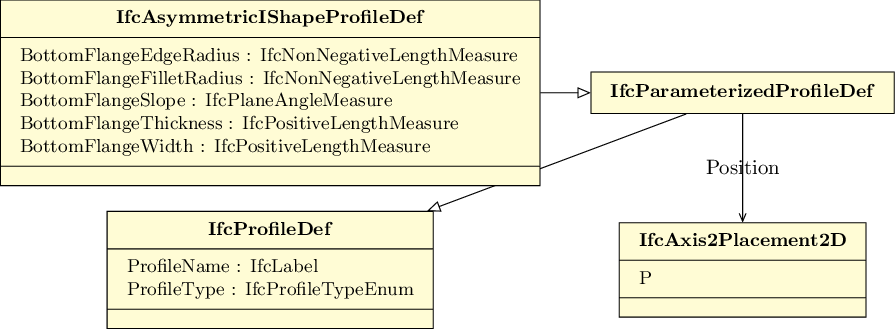 IfcAsymmetricIShapeProfileDef
BottomFlangeEdgeRadius : IfcNonNegativeLengthMeasure
BottomFlangeFilletRadius : IfcNonNegativeLengthMeasure
BottomFlangeSlope : IfcPlaneAngleMeasure
BottomFlangeThickness : IfcPositiveLengthMeasure
BottomFlangeWidth : IfcPositiveLengthMeasure
IfcParameterizedProfileDef
Position
IfcProfileDef
ProfileName : IfcLabel
ProfileType : IfcProfileTypeEnum
IfcAxis2Placement2D
P